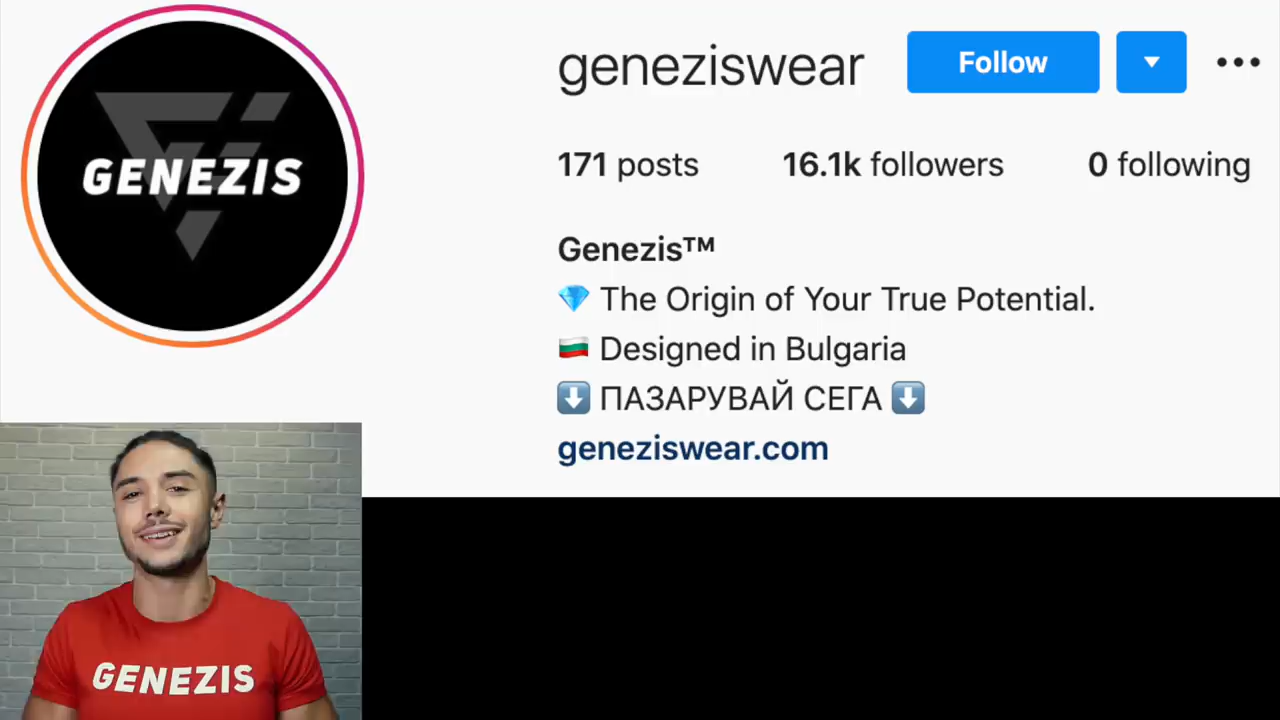 GENEZIS
geneziswear
Follow
171 posts 16.1k followers 0 following
Genezis™
💎 The Origin of Your True Potential.
🇧🇬 Designed in Bulgaria
⬇️ ПАЗАРУВАЙ СЕГА ⬇️
geneziswear.com
GENEZIS